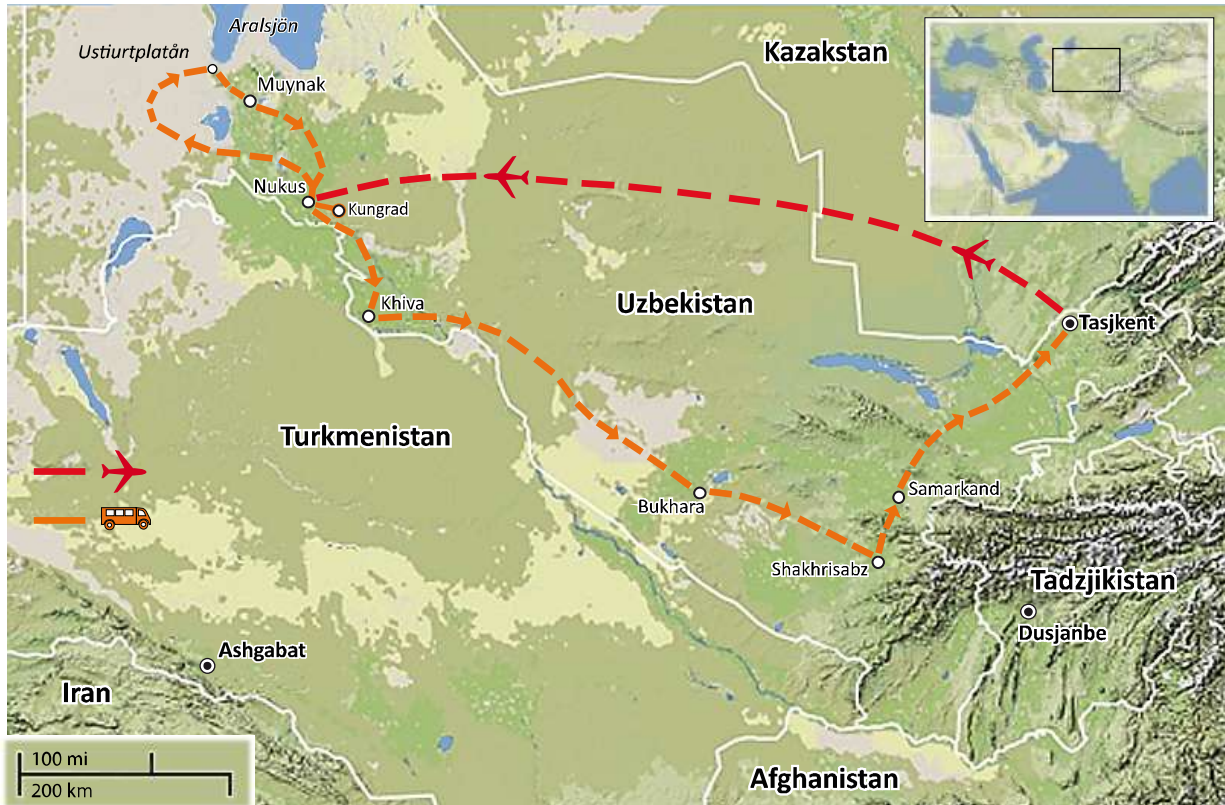 Aralsjön
Ustiurtplatån
Kazakstan
Muynak
Nukus
Kungrad
Khiva
Uzbekistan
Tasjkent
Turkmenistan
Bukhara
Samarkand
Shakhrisabz
Tadzjikistan
Dusjanbe
Ashgabat
Iran
Afghanistan
100 mi
200 km